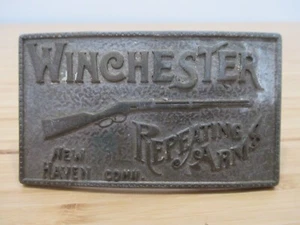 WINCHESTER
REPEATING
ARMS
NEW
HAVEN CONN.